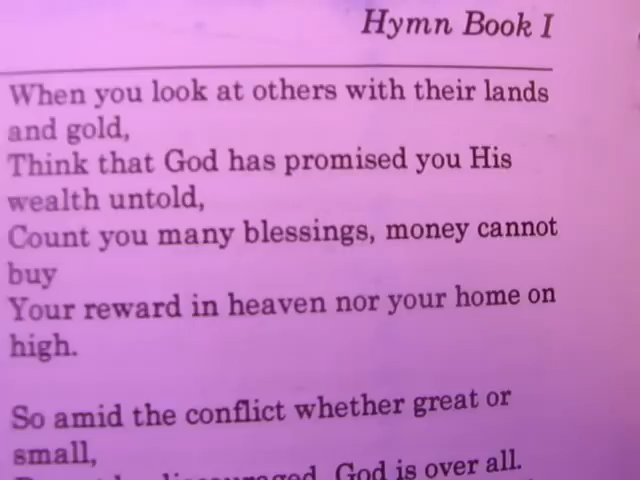 Hymn Book I
When you look at others with their lands
and gold,
Think that God has promised you His
wealth untold,
Count you many blessings, money cannot
buy
Your reward in heaven nor your home on
high.
So amid the conflict whether great or
small,
God is over all.